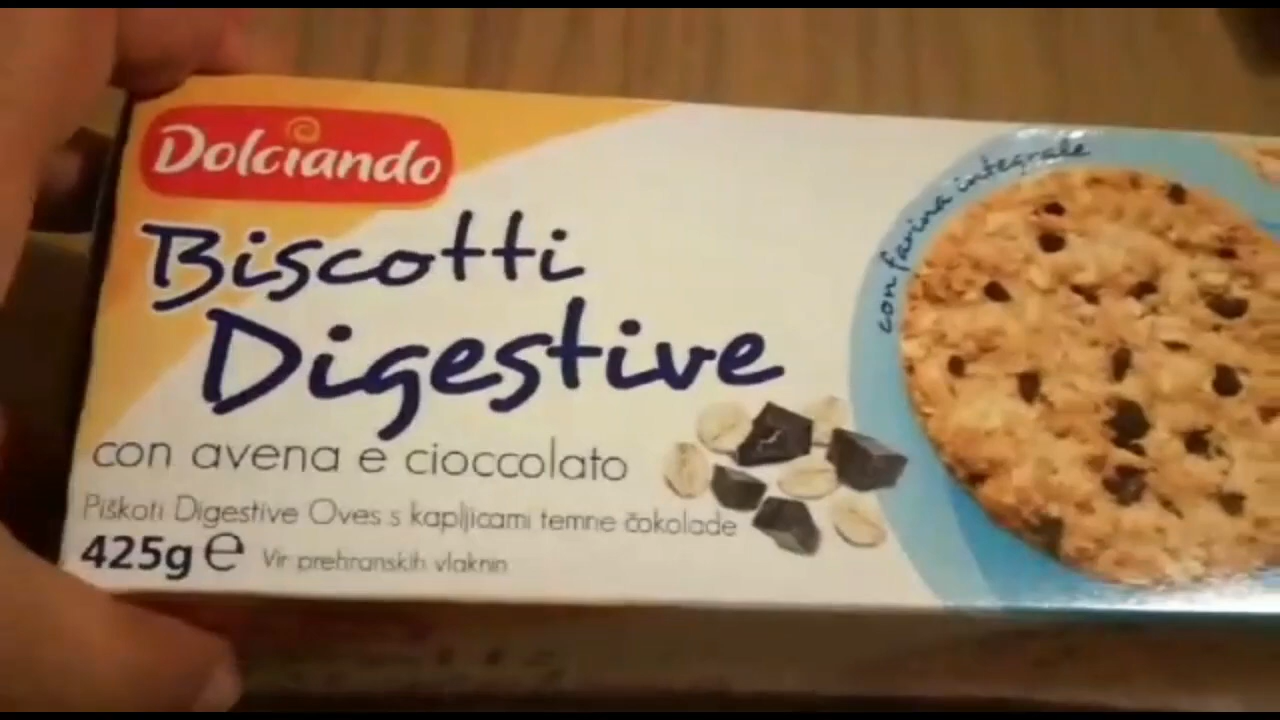 Dolciando
Biscotti
Digestive
con avena e cioccolato
Piškoti Digestive Oves s kapljicami temne čokolade
425g e Vir prehranskih vlaknin
con farina integrale